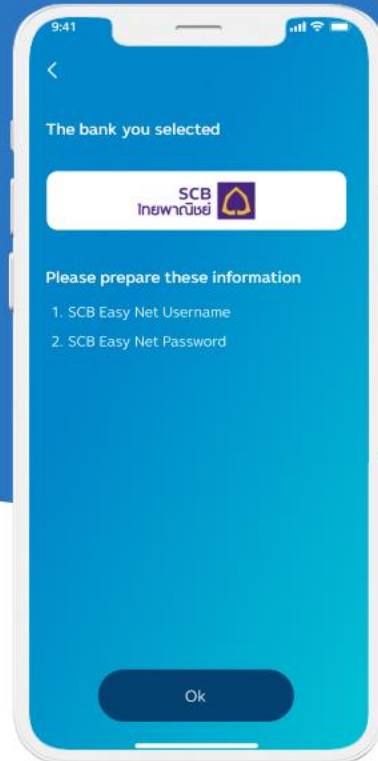 9:41
The bank you selected
SCB
ไทยพาณิชย์
Please prepare these information
1. SCB Easy Net Username
2. SCB Easy Net Password
Ok